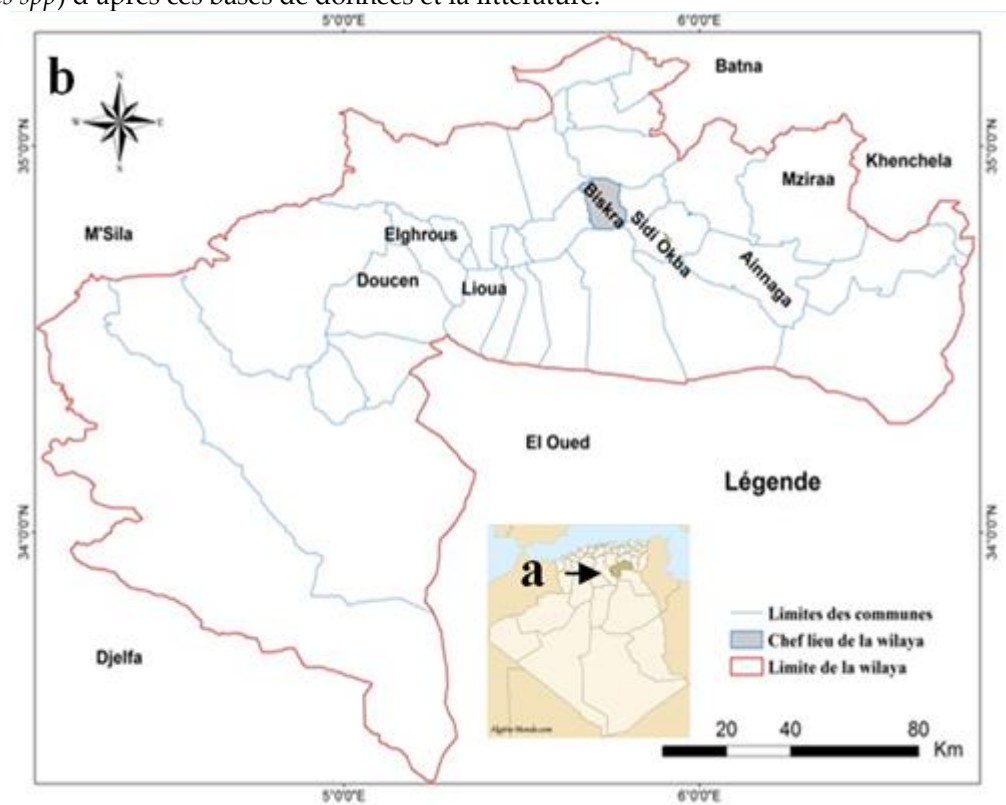 s spp) d'après ces bases de données et la littérature.
5°0'0"E
6°0'0"E
b
N
W
E
S
Batna
35°0'0"N
35°0'0"N
Khenchela
Mziraa
Biskra
M'Sila
Elghrous
Sidi Okba
Doucen
Lioua
Ainnaga
El Oued
Légende
34°0'0"N
34°0'0"N
a
Limites des communes
Chef lieu de la wilaya
Limite de la wilaya
Djelfa
Algérie-Monde.com
20 40 80
Km
5°0'0"E
6°0'0"E